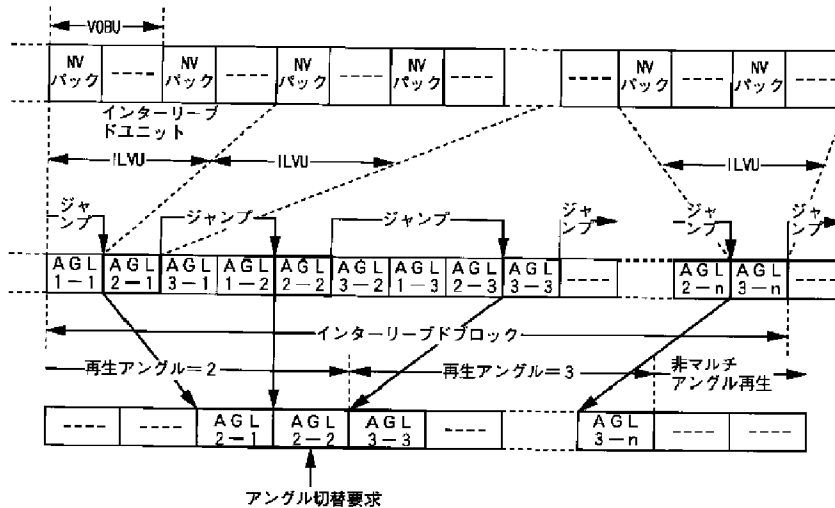 VOBU
NV パック ---- NV パック ---- NV パック ---- NV パック ---- ---- NV パック ---- NV パック ----
インターリーブ
ドユニット
ILVU ILVU ILVU
ジャンプ ジャンプ ジャンプ ジャンプ ジャンプ ジャンプ
AGL 1－1 AGL 2－1 AGL 3－1 AGL 1－2 AGL 2－2 AGL 3－2 AGL 1－3 AGL 2－3 AGL 3－3 ---- AGL 2－n AGL 3－n ----
インターリーブドブロック
再生アングル＝2 再生アングル＝3 非マルチ
アングル再生
---- ---- AGL 2－1 AGL 2－2 AGL 3－3 ---- AGL 3－n ---- ----
アングル切替要求